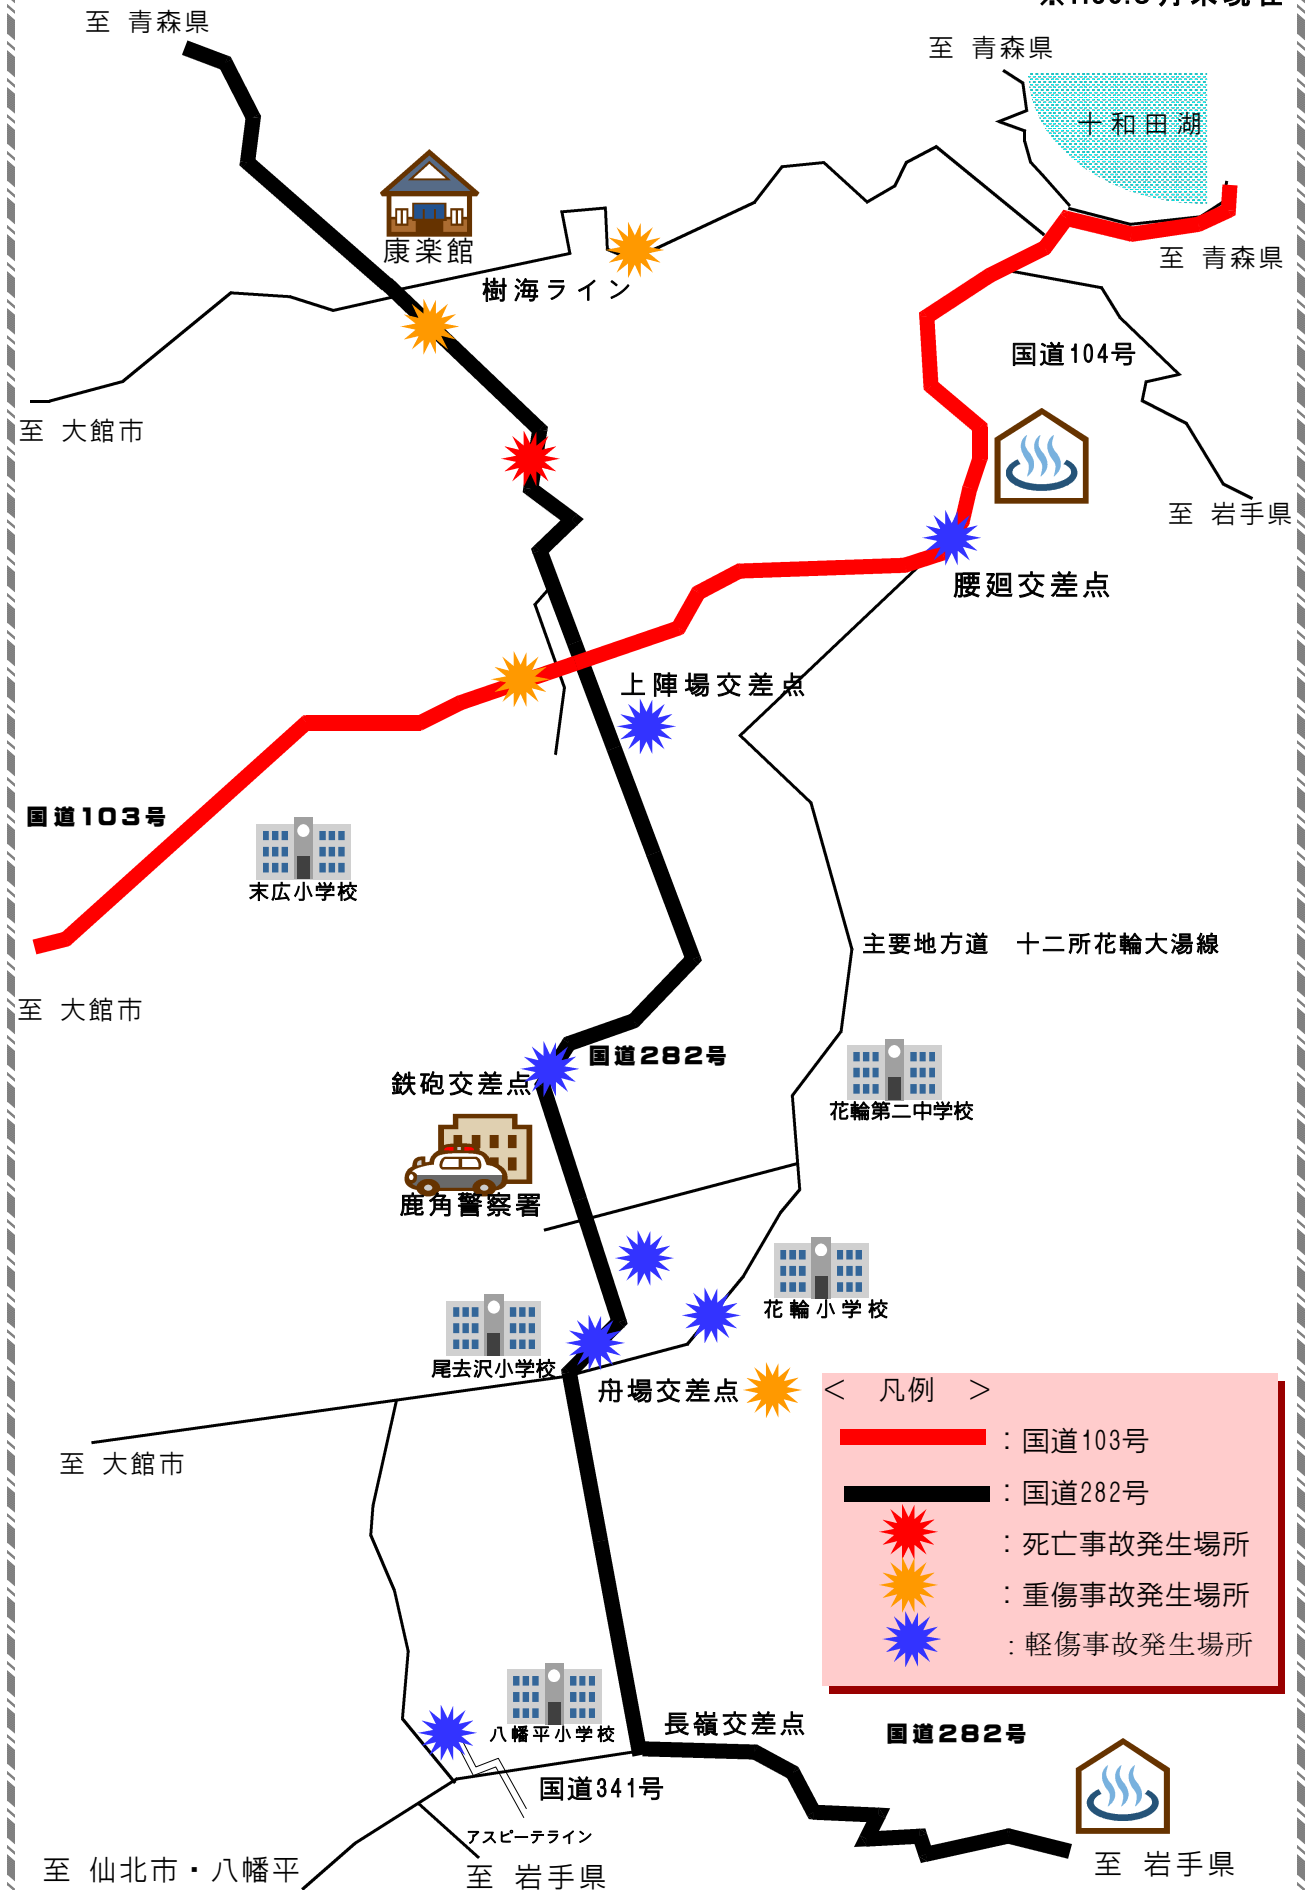 至 青森県
至 青森県
十和田湖
康楽館
至 青森県
樹海ライン
国道104号
至 大館市
至 岩手県
腰廻交差点
上陣場交差点
国道103号
末広小学校
主要地方道 十二所花輪大湯線
至 大館市
国道282号
鉄砲交差点
花輪第二中学校
鹿角警察署
花輪小学校
尾去沢小学校
舟場交差点
< 凡例 >
：国道103号
至 大館市
：国道282号
：死亡事故発生場所
：重傷事故発生場所
：軽傷事故発生場所
長嶺交差点
国道282号
八幡平小学校
国道341号
アスピーテライン
至 仙北市・八幡平
至 岩手県
至 岩手県